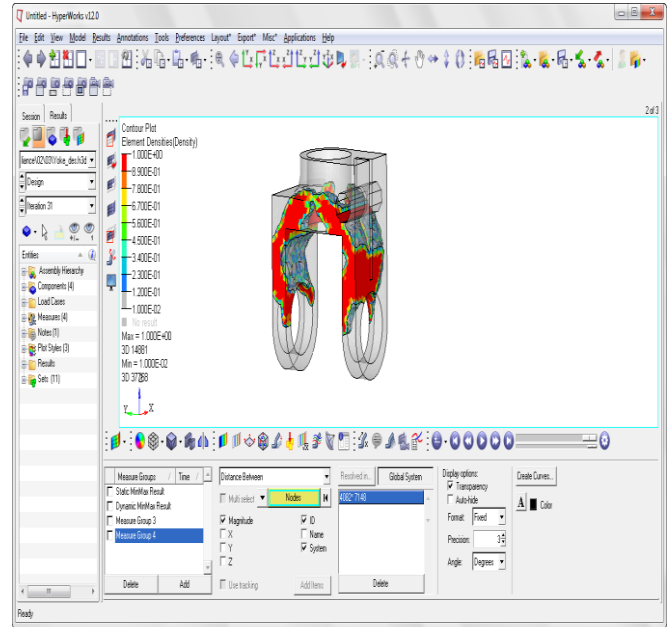 Untitled - HyperWorks v12.0
File Edit View Model Results Annotations Tools Preferences Layout* Export* Misc* Applications Help
Session Results
2 of 3
Contour Plot
Element Densities(Density)
1.000E+00
8.900E-01
7.800E-01
6.700E-01
5.600E-01
4.500E-01
3.400E-01
2.300E-01
1.200E-01
1.000E-02
No result
Max = 1.000E+00
3D 14881
Min = 1.000E-02
3D 37288
Y X
Design
Iteration 31
Entities
Assembly Hierarchy
Components (4)
Load Cases
Measures (4)
Notes (1)
Plot Styles (3)
Results
Sets (11)
Measure Groups / Time /
Static MinMax Result
Dynamic MinMax Result
Measure Group 3
Measure Group 4
Delete Add
Distance Between
Multi select Nodes
Magnitude ID
X Name
Y System
Z
Use tracking Add Items
Resolved in... Global System
4062* 7148
Delete
Display options:
Transparency
Auto-hide
Format: Fixed
Precision: 3
Angle: Degrees
Create Curves...
A Color
Ready